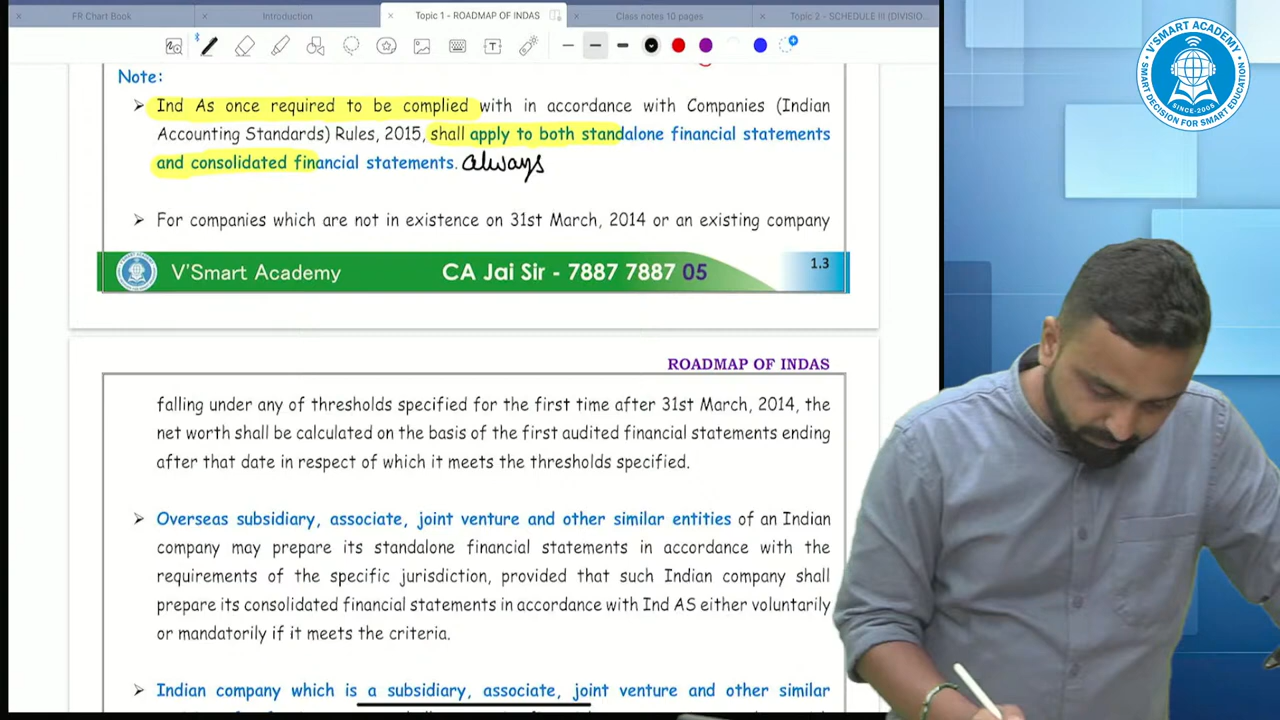 FR Chart Book
Introduction
Topic 1 - ROADMAP OF INDAS
Class notes 10 pages
Topic 2 - SCHEDULE III (DIVISIO...
Note:
Ind As once required to be complied with in accordance with Companies (Indian
Accounting Standards) Rules, 2015, shall apply to both standalone financial statements
and consolidated financial statements. always
For companies which are not in existence on 31st March, 2014 or an existing company
V'Smart Academy
CA Jai Sir - 7887 7887 05
1.3
ROADMAP OF INDAS
falling under any of thresholds specified for the first time after 31st March, 2014, the
net worth shall be calculated on the basis of the first audited financial statements ending
after that date in respect of which it meets the thresholds specified.
Overseas subsidiary, associate, joint venture and other similar entities of an Indian
company may prepare its standalone financial statements in accordance with the
requirements of the specific jurisdiction, provided that such Indian company shall
prepare its consolidated financial statements in accordance with Ind AS either voluntarily
or mandatorily if it meets the criteria.
Indian company which is a subsidiary, associate, joint venture and other similar
V'SMART ACADEMY
SINCE-2005
SMART DECISION FOR SMART EDUCATION